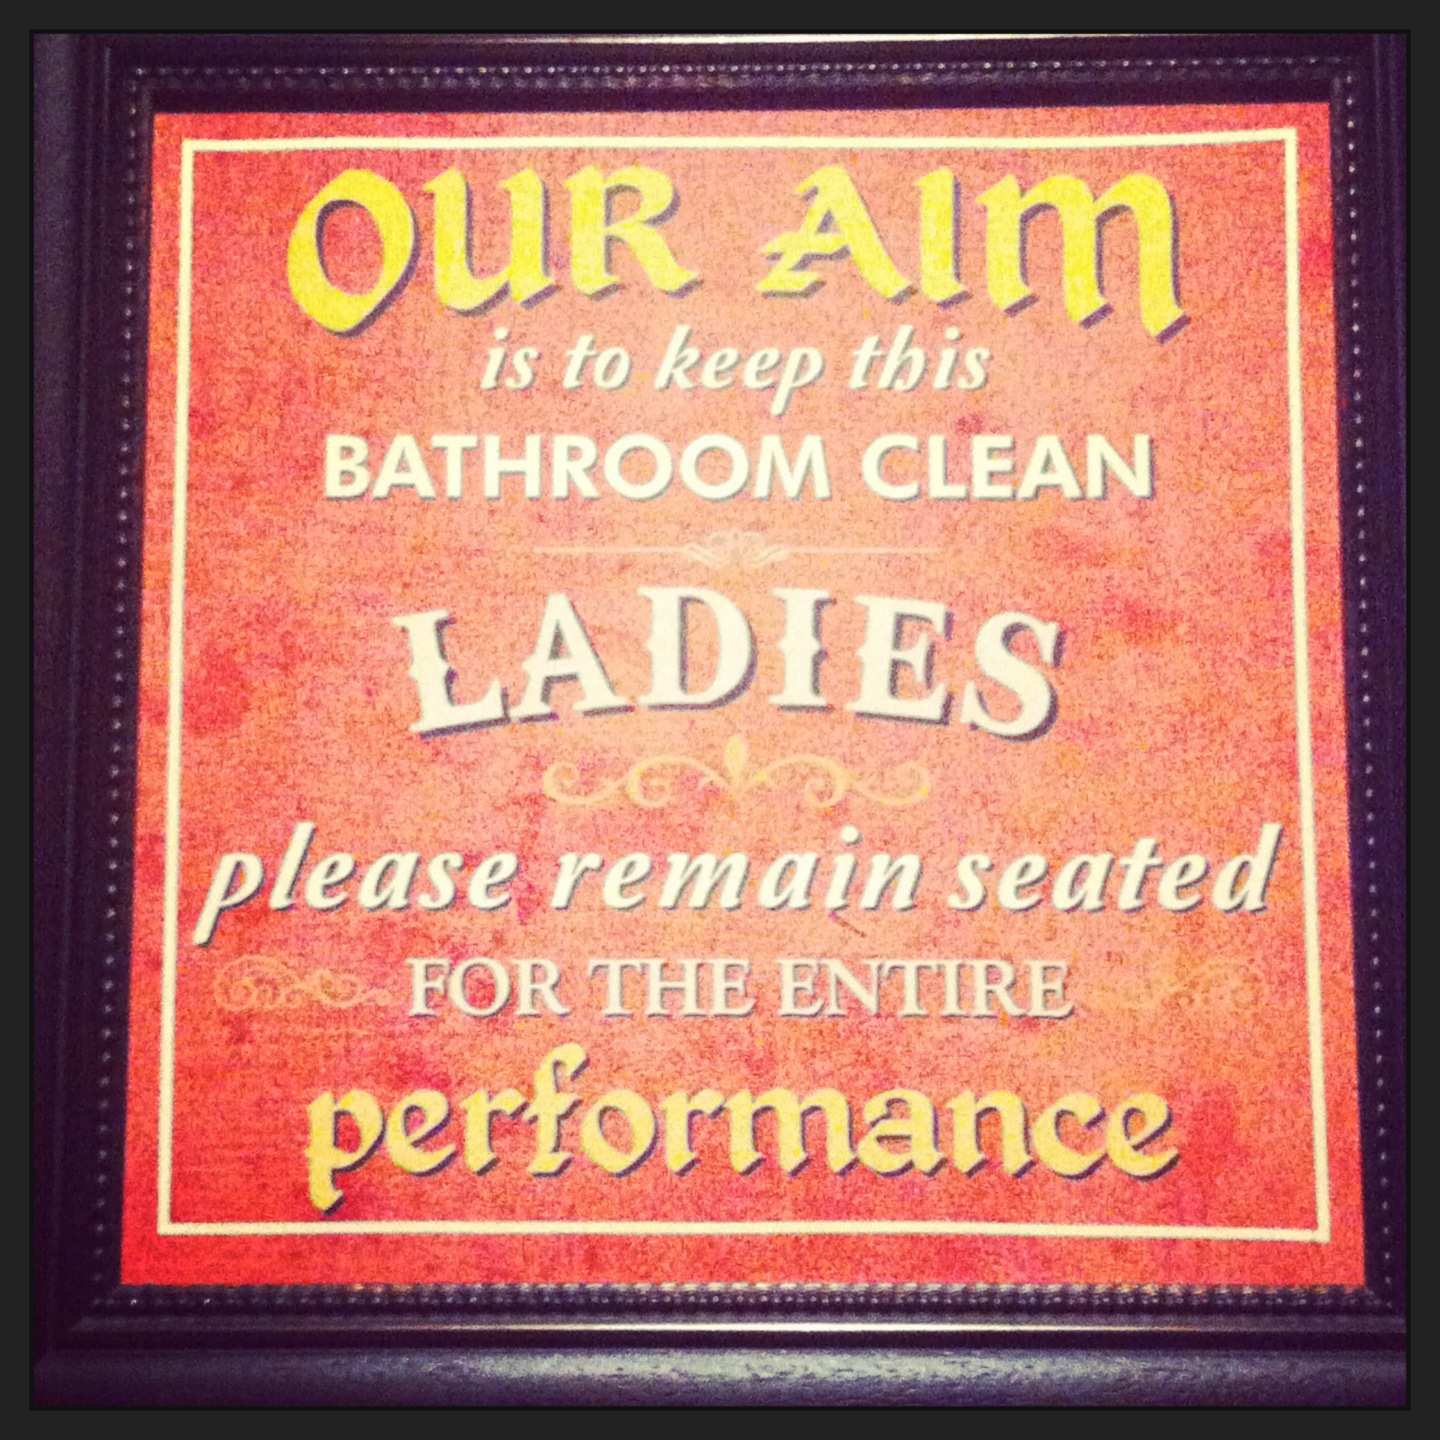 OUR AIM
is to keep this
BATHROOM CLEAN
LADIES
please remain seated
FOR THE ENTIRE
performance